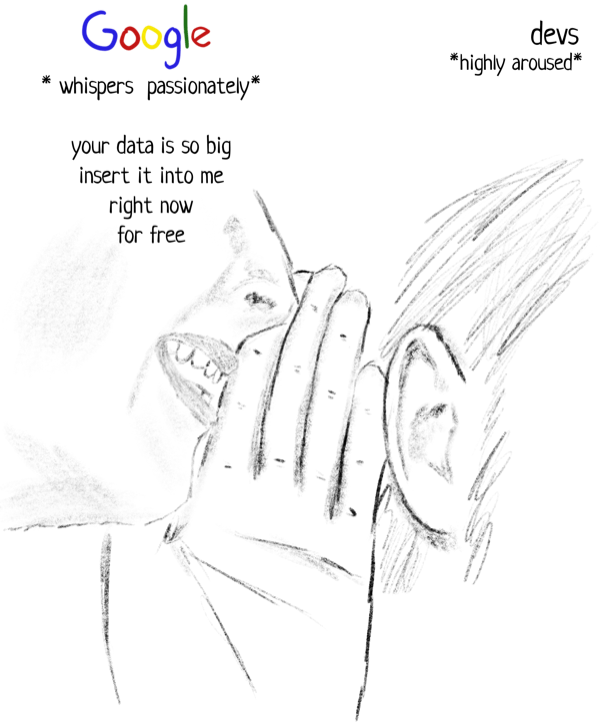 Google
* whispers passionately*
devs
*highly aroused*
your data is so big
insert it into me
right now
for free